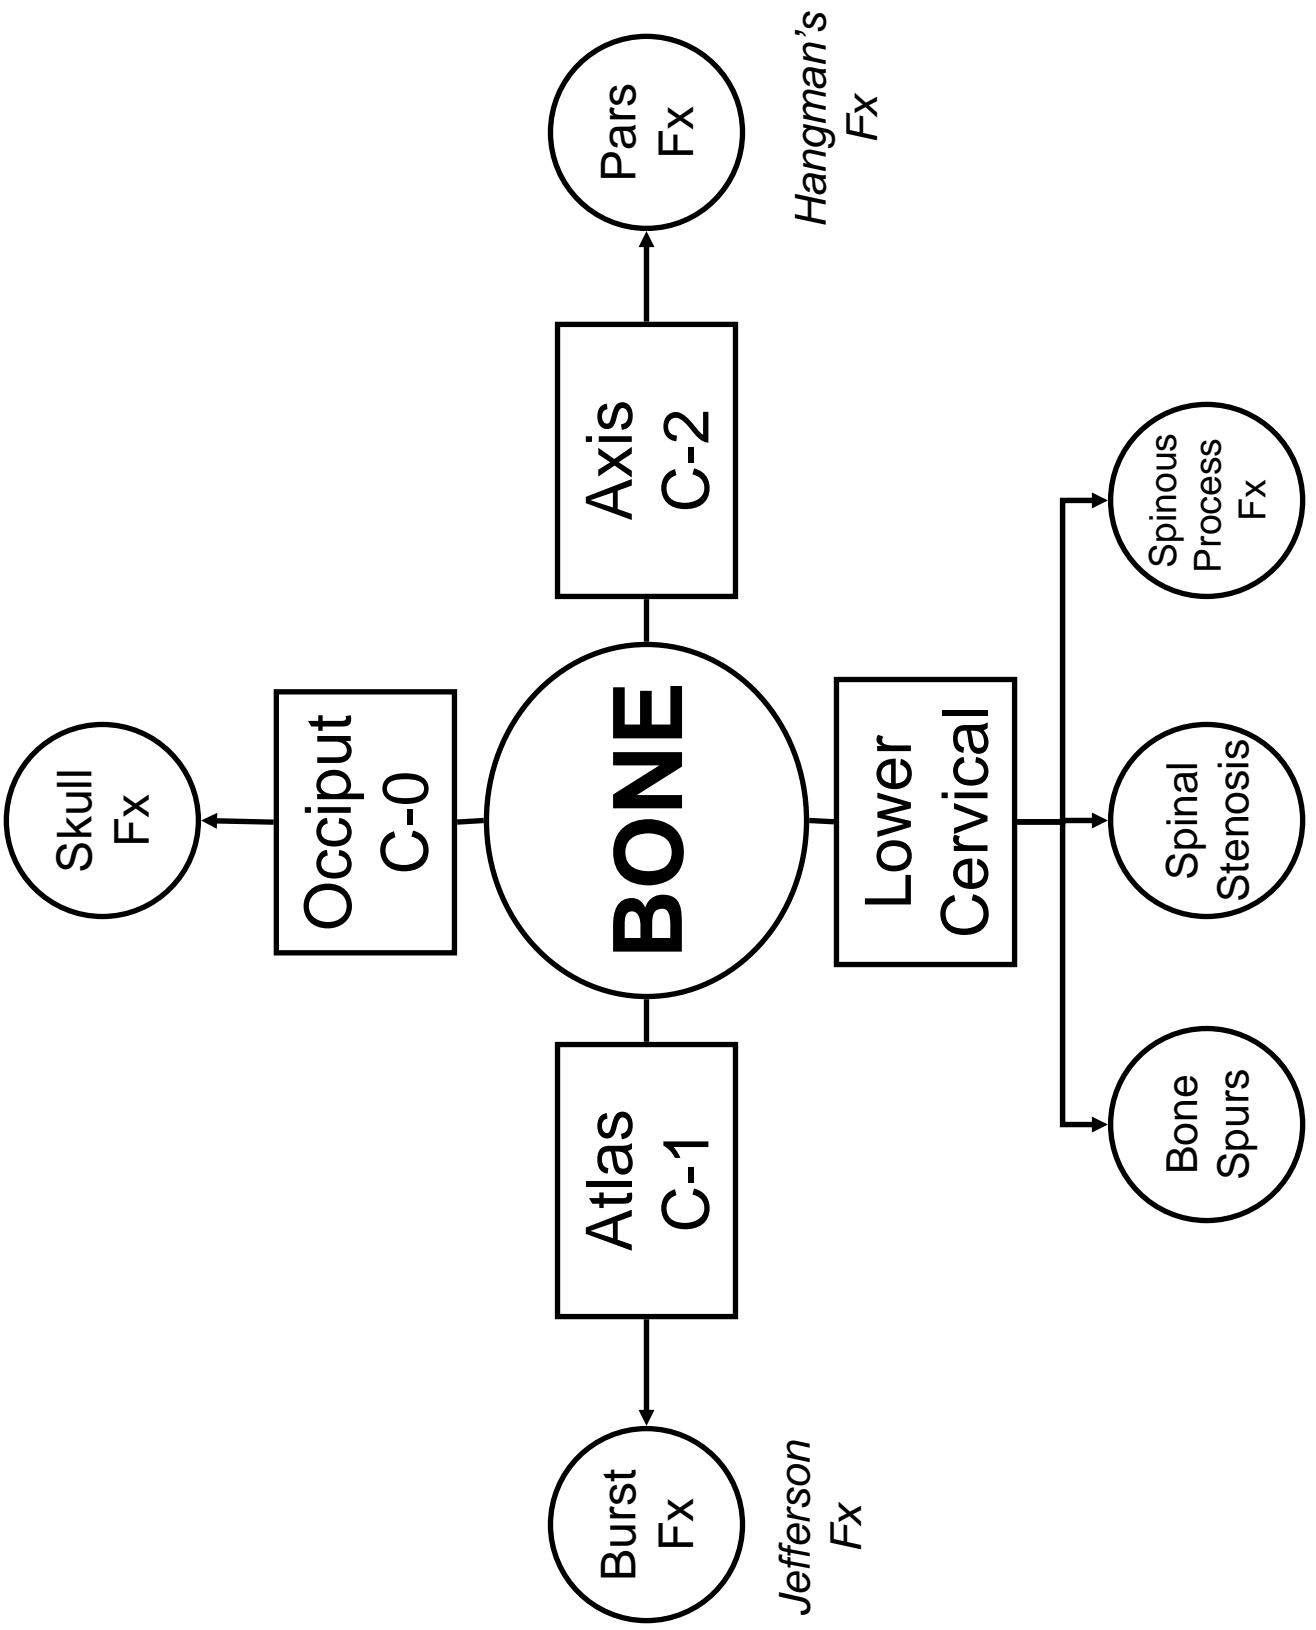 Skull
Fx
Occiput
C-0
Burst
Fx
Jefferson
Fx
Atlas
C-1
BONE
Axis
C-2
Pars
Fx
Hangman’s
Fx
Lower
Cervical
Bone
Spurs
Spinal
Stenosis
Spinous
Process
Fx